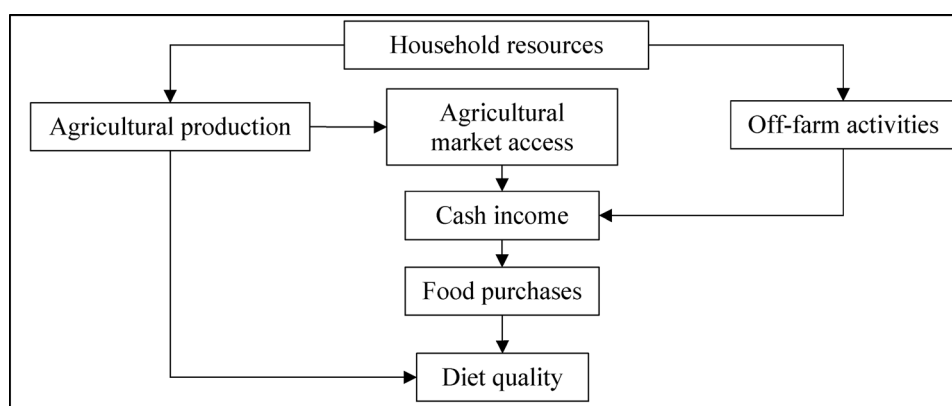 Household resources
Agricultural production
Agricultural
market access
Off-farm activities
Cash income
Food purchases
Diet quality